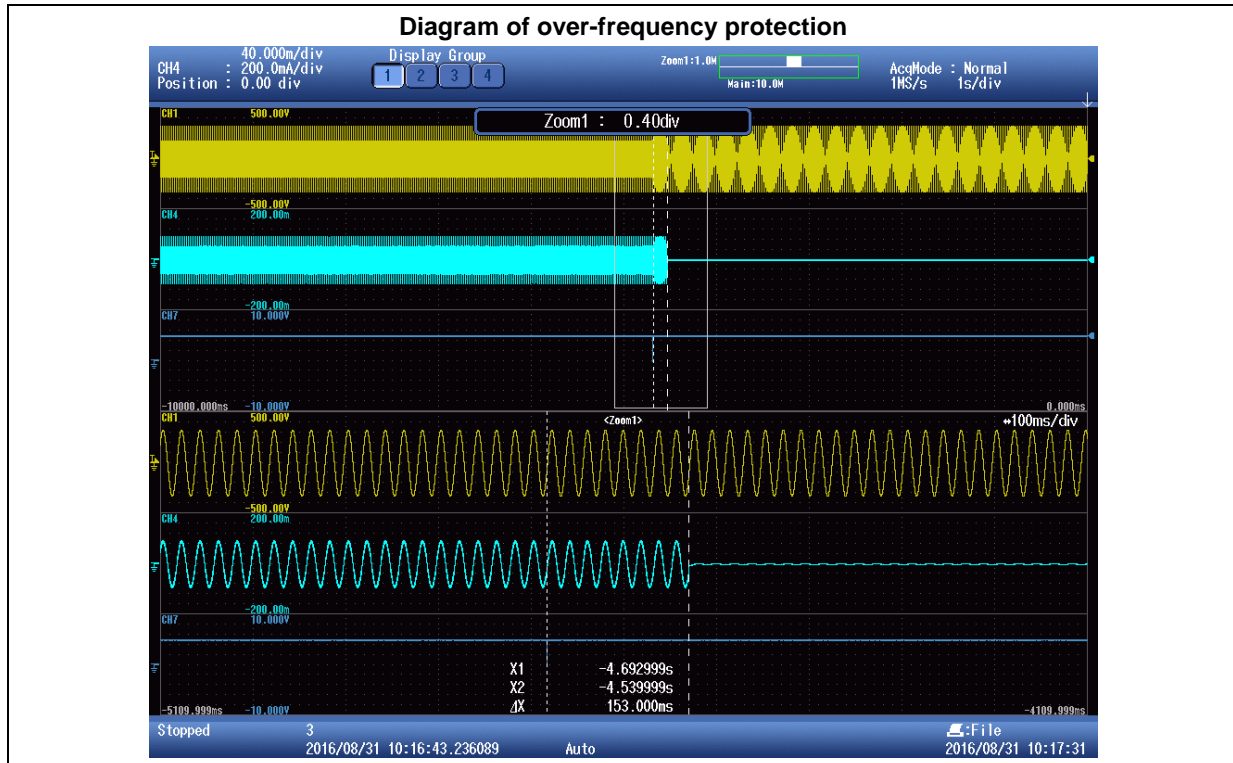 Diagram of over-frequency protection
40.000m/div
CH4 : 200.0mA/div
Position : 0.00 div
Display Group
1 2 3 4
Zoom1:1.0M
Main:10.0M
AcqMode : Normal
1MS/s 1s/div
CH1 500.00V
Zoom1 : 0.40div
-500.00V
CH4 200.00m
-200.00m
CH7 10.000V
-10000.000ms -10.000V 0.000ms
CH1 500.00V <Zoom1> ↔100ms/div
-500.00V
CH4 200.00m
-200.00m
CH7 10.000V
X1 -4.692999s
X2 -4.539999s
ΔX 153.000ms
-5109.999ms -10.000V -4109.999ms
Stopped 3 :File
2016/08/31 10:16:43.236089 Auto 2016/08/31 10:17:31